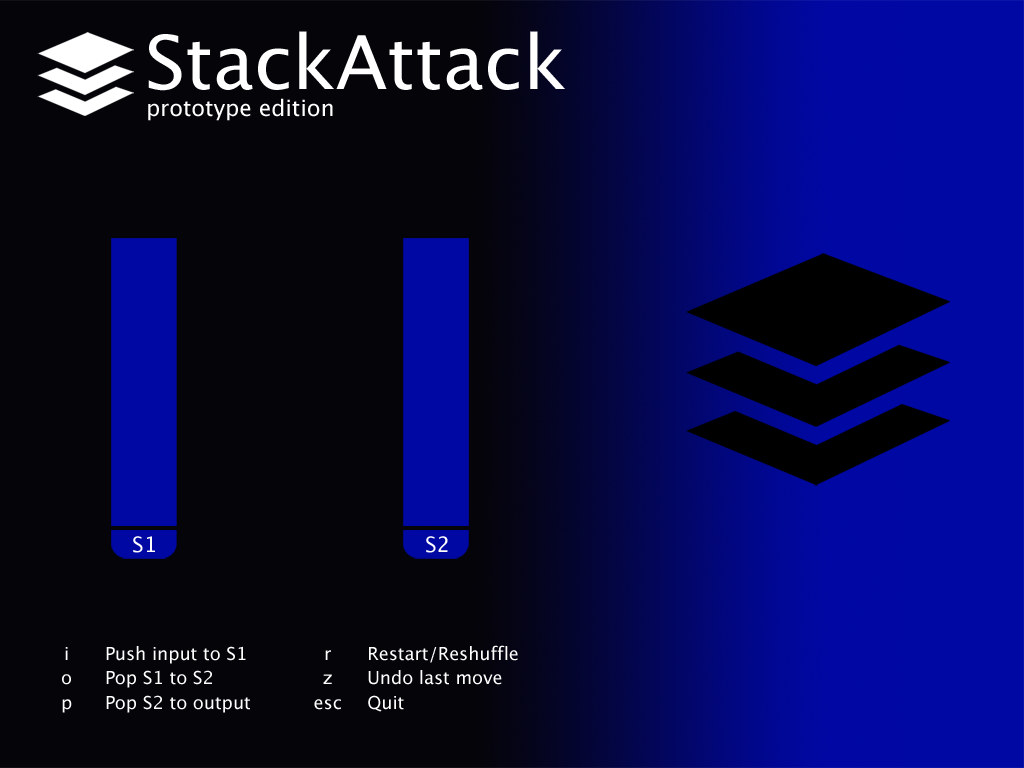 StackAttack
prototype edition
S1
S2
i Push input to S1
o Pop S1 to S2
p Pop S2 to output
r Restart/Reshuffle
z Undo last move
esc Quit